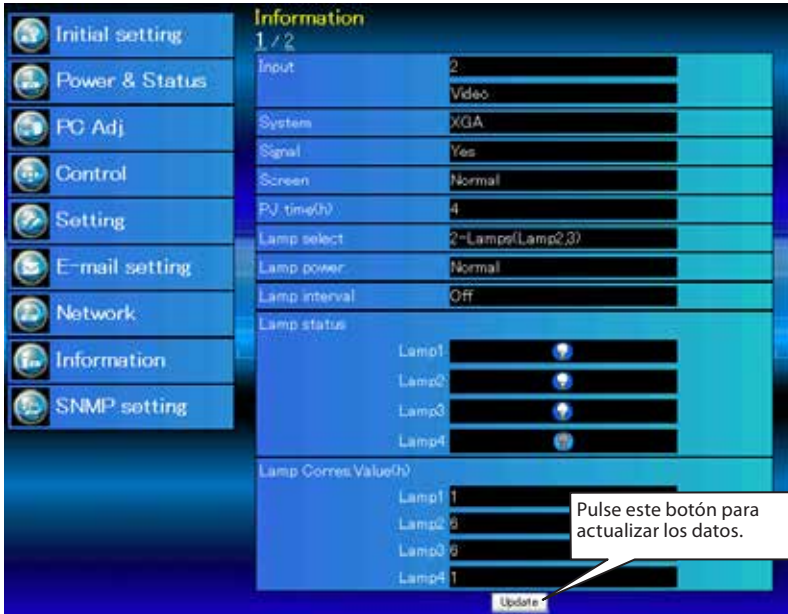 Initial setting
Power & Status
PC Adj.
Control
Setting
E-mail setting
Network
Information
SNMP setting
Information
1 / 2
Input 2
Video
System XGA
Signal Yes
Screen Normal
PJ time(h) 4
Lamp select 2-Lamps(Lamp2,3)
Lamp power Normal
Lamp interval Off
Lamp status
Lamp1
Lamp2
Lamp3
Lamp4
Lamp Corres.Value(h)
Lamp1 1
Lamp2 6
Lamp3 6
Lamp4 1
Pulse este botón para
actualizar los datos.
Update